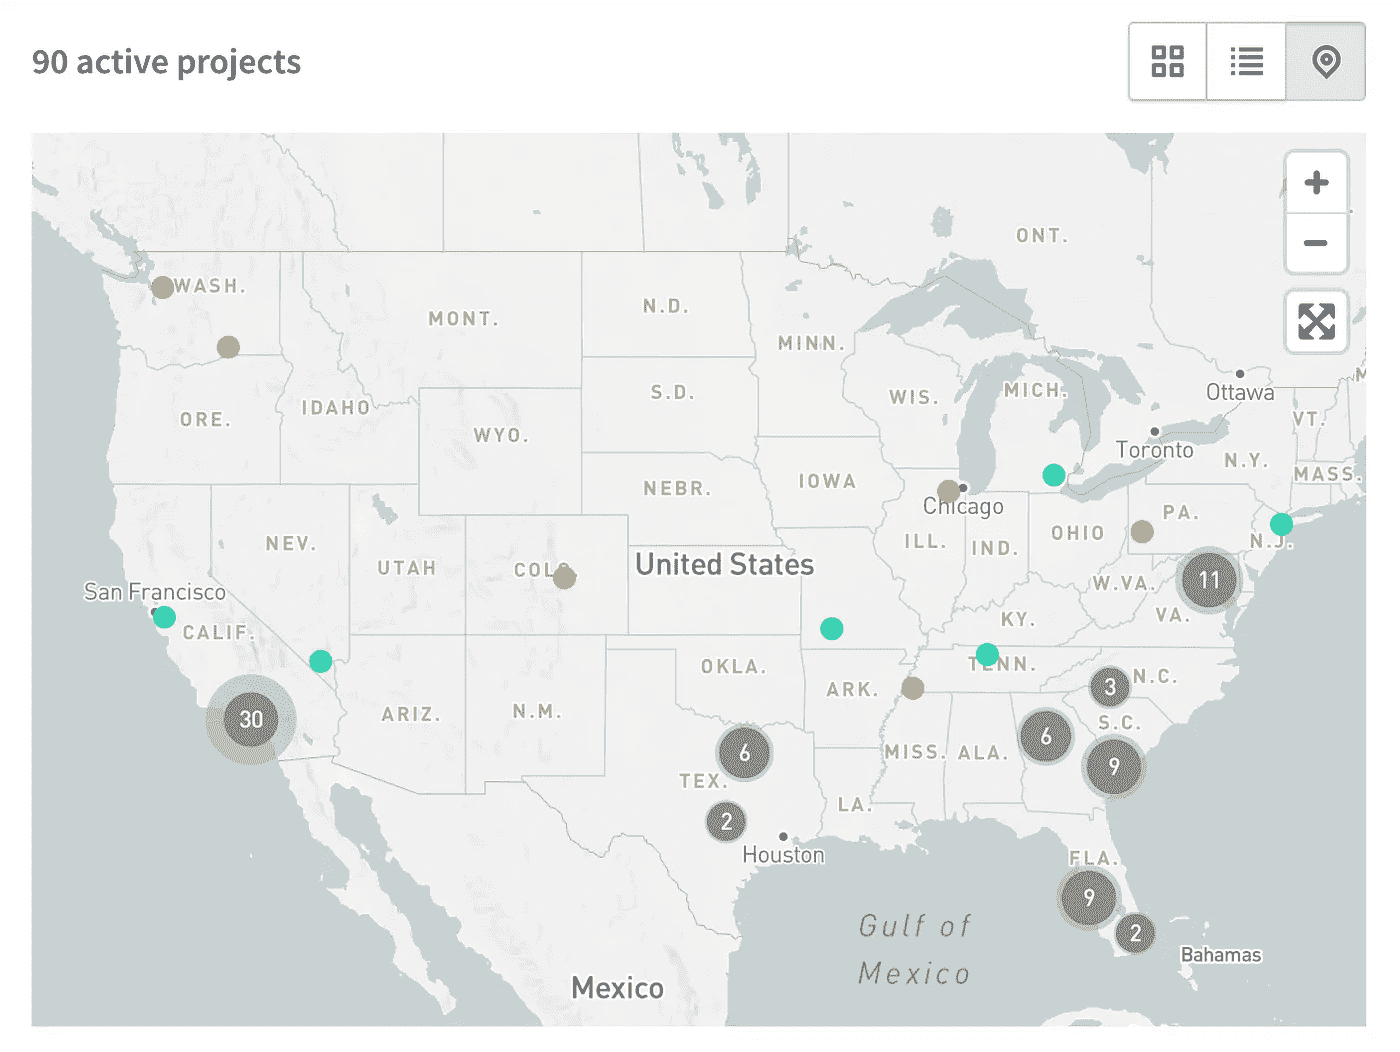 90 active projects
ONT.
WASH.
MONT.
N.D.
MINN.
Ottawa
ORE.
IDAHO
WYO.
S.D.
WIS.
MICH.
VT.
Toronto
N.Y.
MASS.
NEBR.
IOWA
Chicago
PA.
NEV.
UTAH
United States
ILL.
IND.
OHIO
N.J.
11
W.VA.
VA.
San Francisco
CALIF.
KY.
OKLA.
TENN.
N.C.
3
ARIZ.
N.M.
ARK.
S.C.
30
6
6
9
TEX.
MISS.
ALA.
2
LA.
Houston
FLA.
9
2
Gulf of
Mexico
Bahamas
Mexico